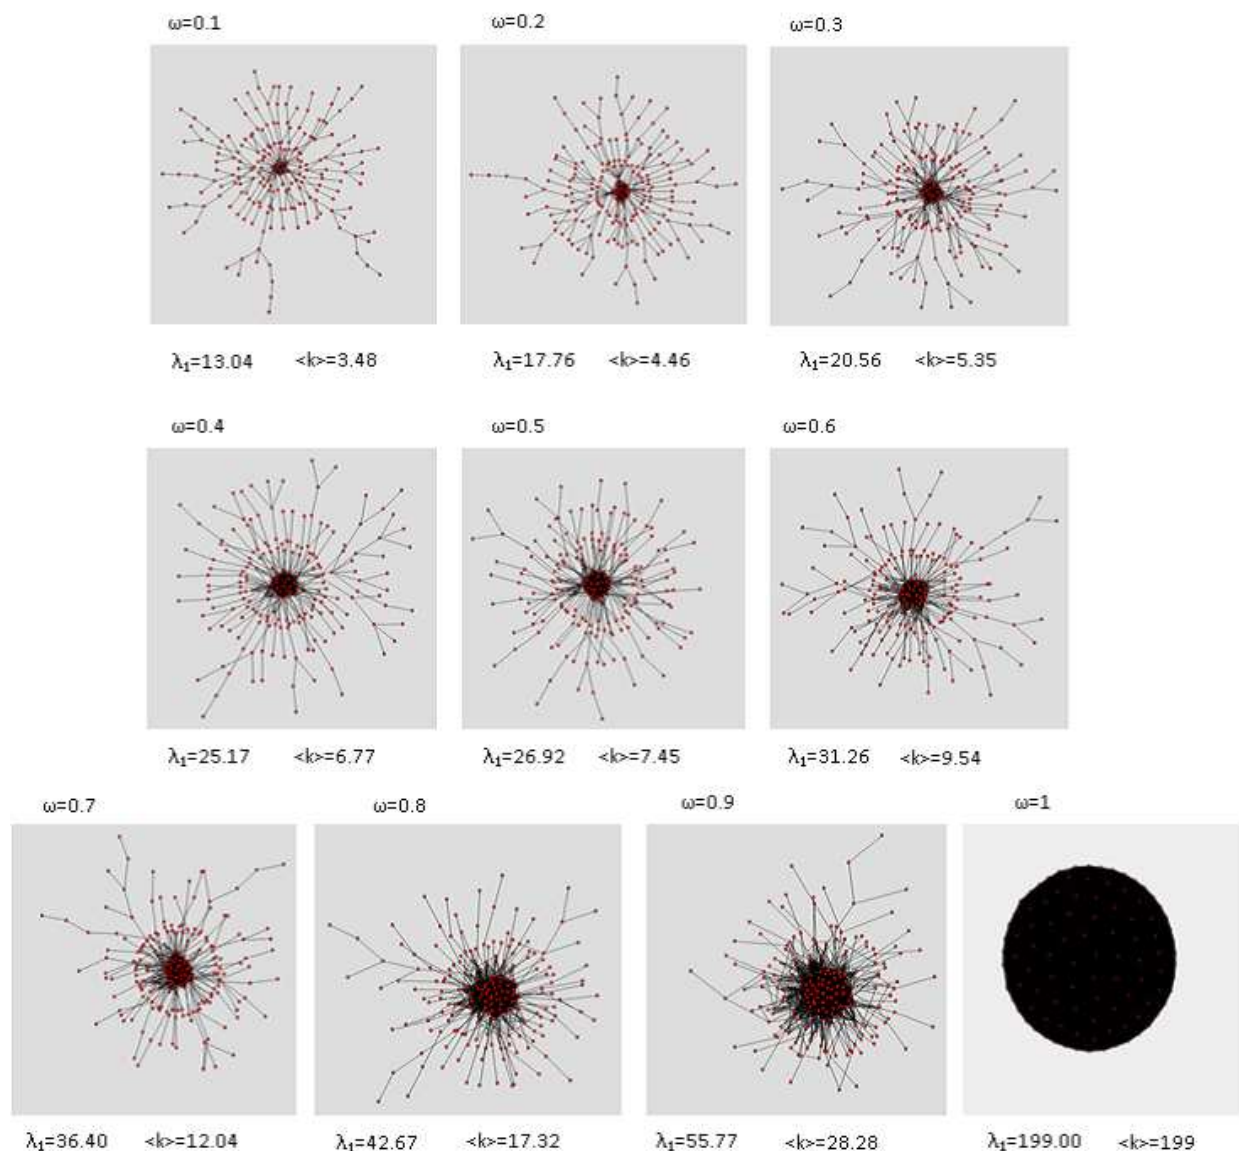 ω=0.1 ω=0.2 ω=0.3
λ₁=13.04 <k>=3.48 λ₁=17.76 <k>=4.46 λ₁=20.56 <k>=5.35
ω=0.4 ω=0.5 ω=0.6
λ₁=25.17 <k>=6.77 λ₁=26.92 <k>=7.45 λ₁=31.26 <k>=9.54
ω=0.7 ω=0.8 ω=0.9 ω=1
λ₁=36.40 <k>=12.04 λ₁=42.67 <k>=17.32 λ₁=55.77 <k>=28.28 λ₁=199.00 <k>=199